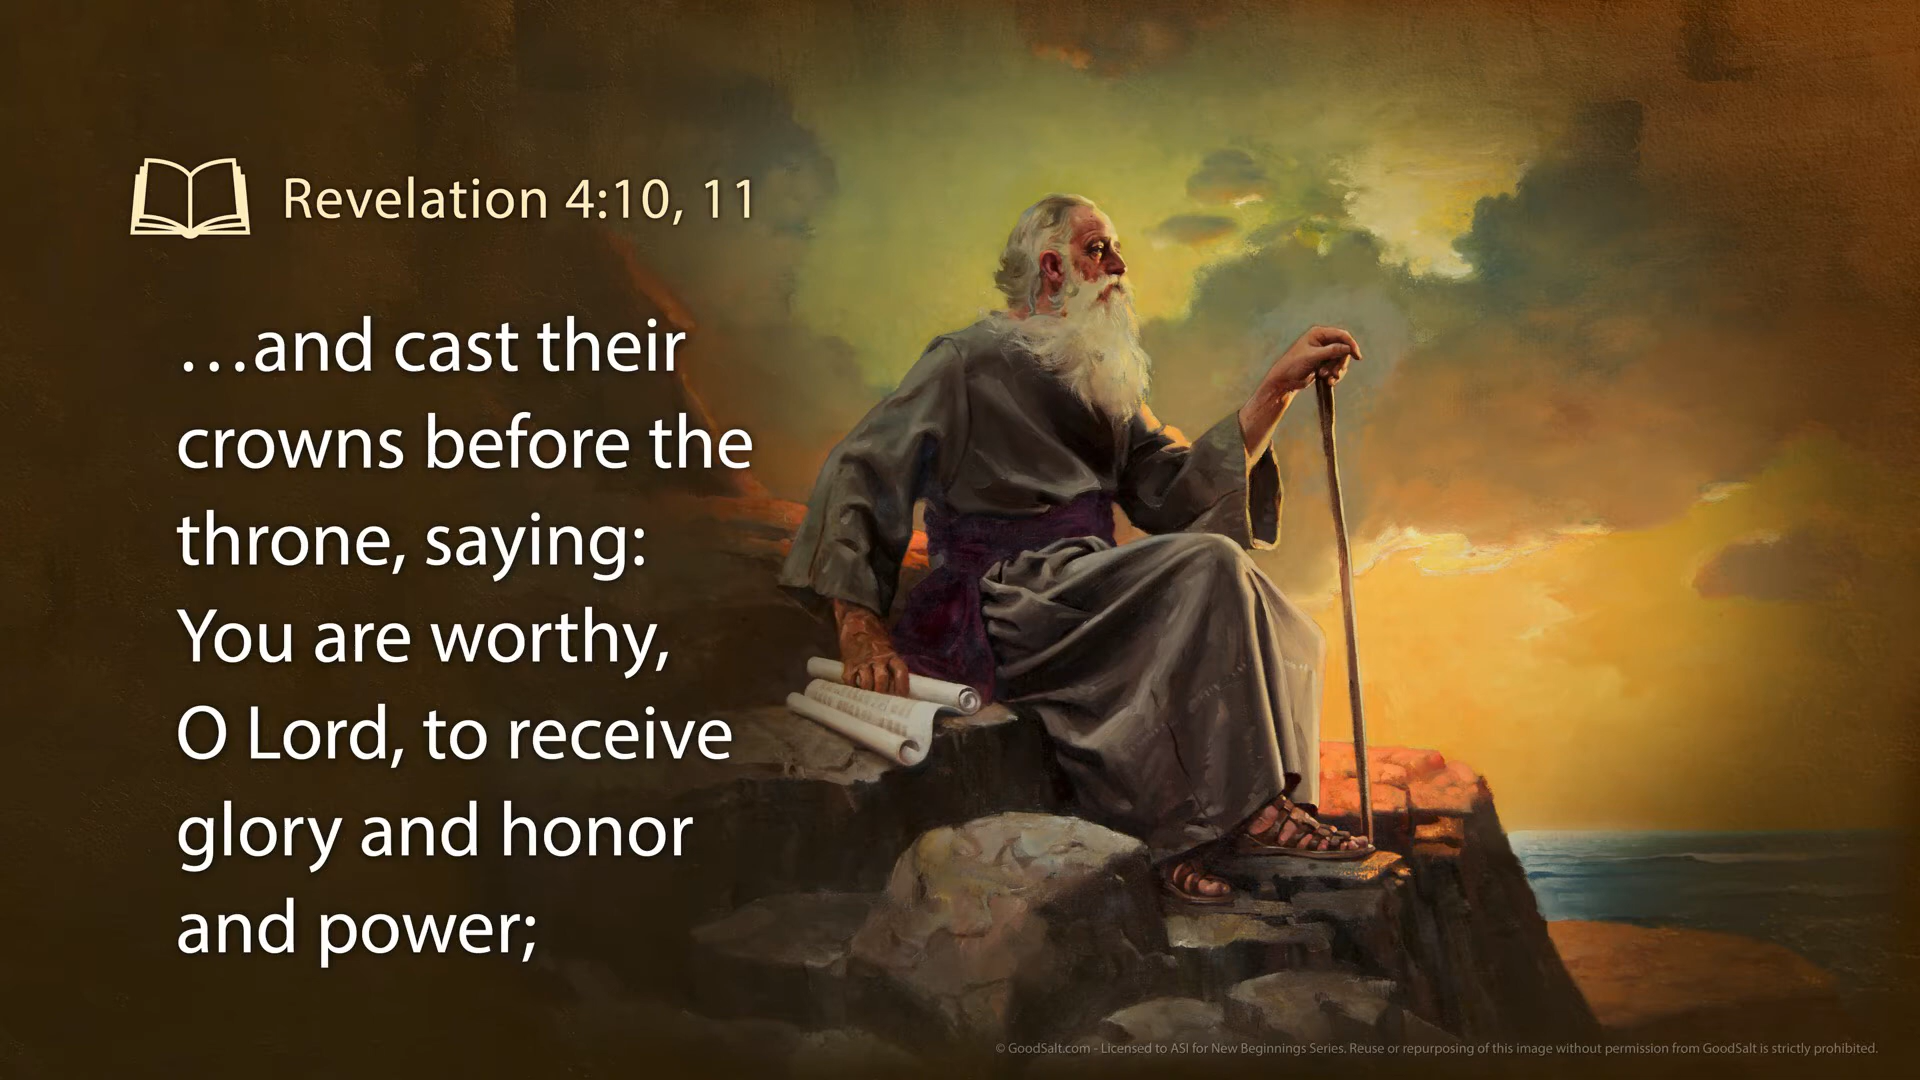 Revelation 4:10, 11
…and cast their
crowns before the
throne, saying:
You are worthy,
O Lord, to receive
glory and honor
and power;
© GoodSalt.com - Licensed to ASI for New Beginnings Series. Reuse or repurposing of this image without permission from GoodSalt is strictly prohibited.